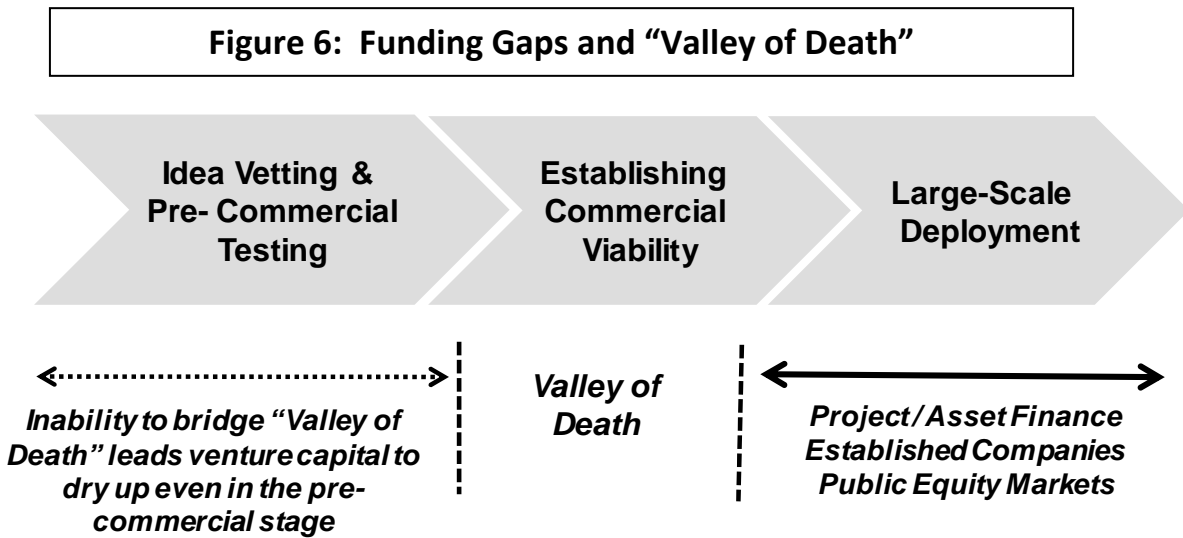 Figure 6:  Funding Gaps and “Valley of Death”
Idea Vetting &
Pre- Commercial
Testing
Establishing
Commercial
Viability
Large-Scale
Deployment
Inability to bridge “Valley of
Death” leads venture capital to
dry up even in the pre-
commercial stage
Valley of
Death
Project/Asset Finance
Established Companies
Public Equity Markets